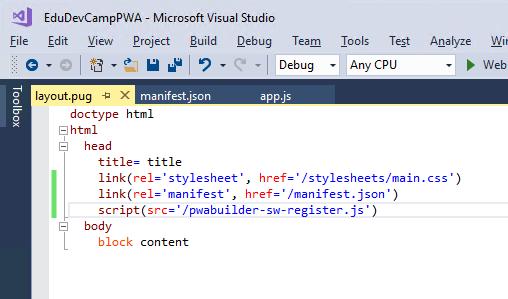 EduDevCampPWA - Microsoft Visual Studio
File Edit View Project Build Debug Team Tools Test Analyze
Debug Any CPU Web
Toolbox
layout.pug manifest.json app.js
doctype html
html
head
title= title
link(rel='stylesheet', href='/stylesheets/main.css')
link(rel='manifest', href='/manifest.json')
script(src='/pwabuilder-sw-register.js')
body
block content